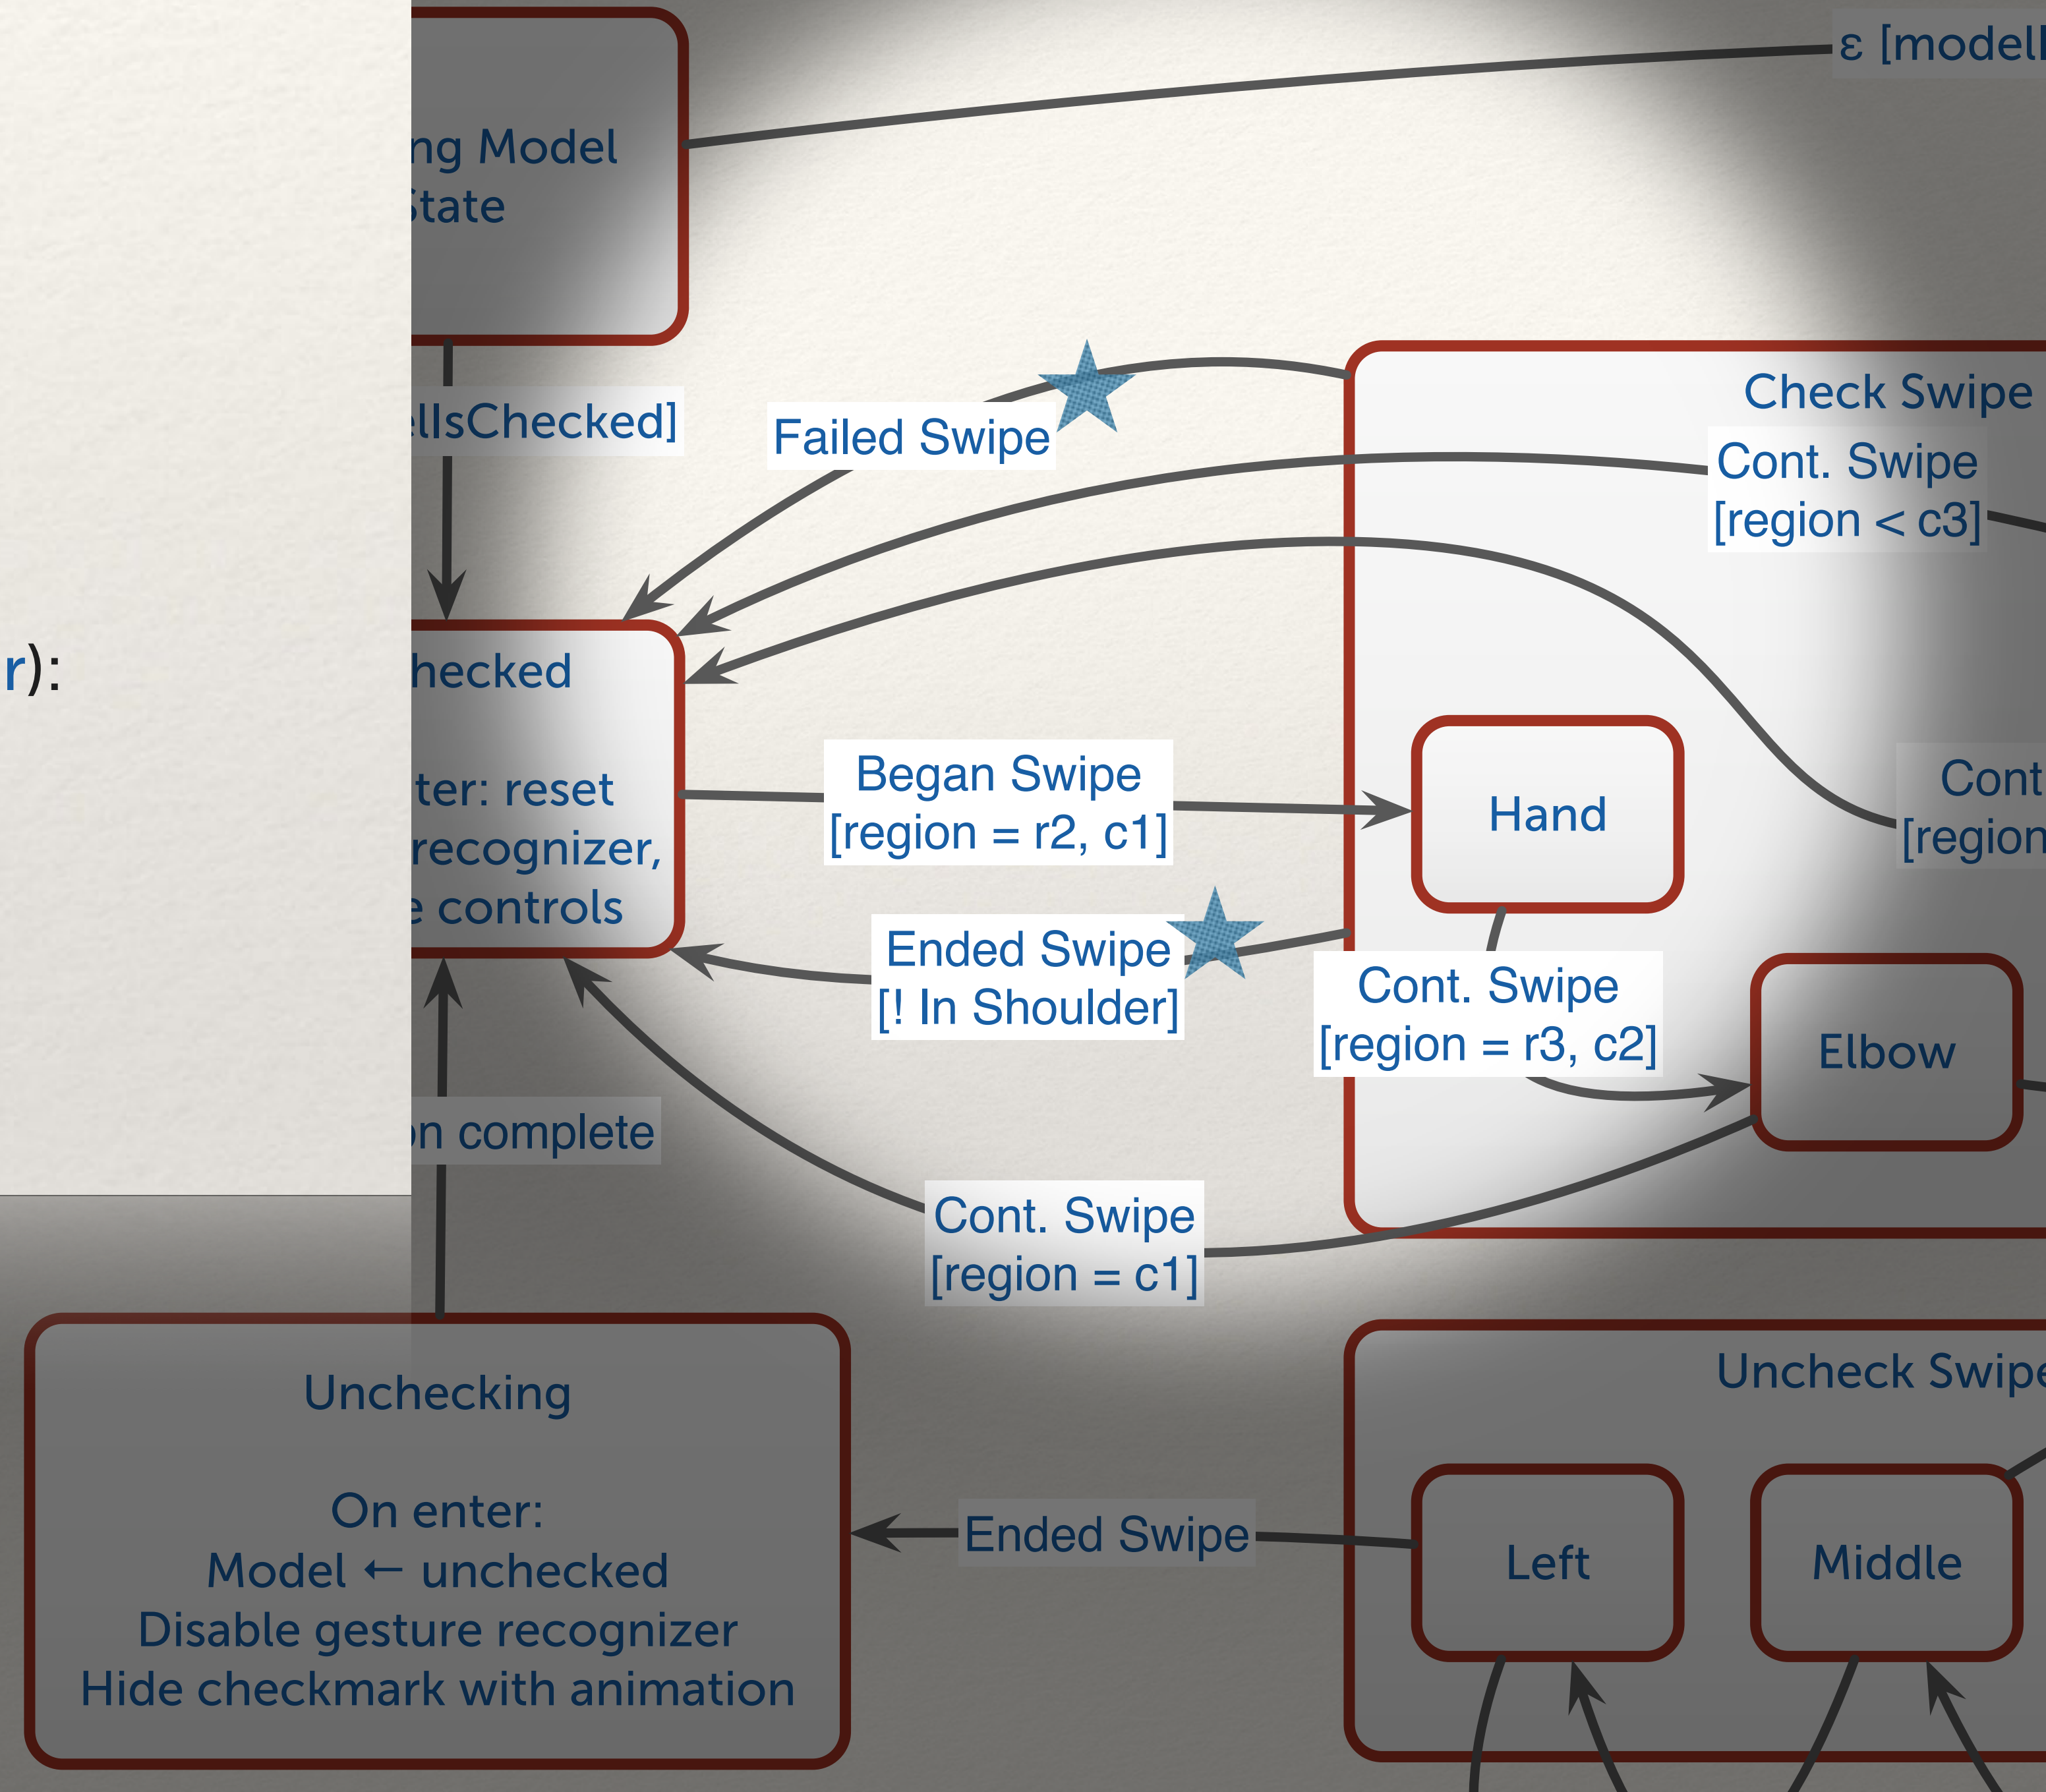 r):
ε [modelI
ng Model
State
llsChecked]
Failed Swipe
Check Swipe
Cont. Swipe
[region < c3]
hecked
ter: reset
recognizer,
e controls
Began Swipe
[region = r2, c1]
Hand
Cont
[region
Ended Swipe
[! In Shoulder]
Cont. Swipe
[region = r3, c2]
Elbow
on complete
Cont. Swipe
[region = c1]
Unchecking
On enter:
Model ← unchecked
Disable gesture recognizer
Hide checkmark with animation
Ended Swipe
Uncheck Swipe
Left
Middle